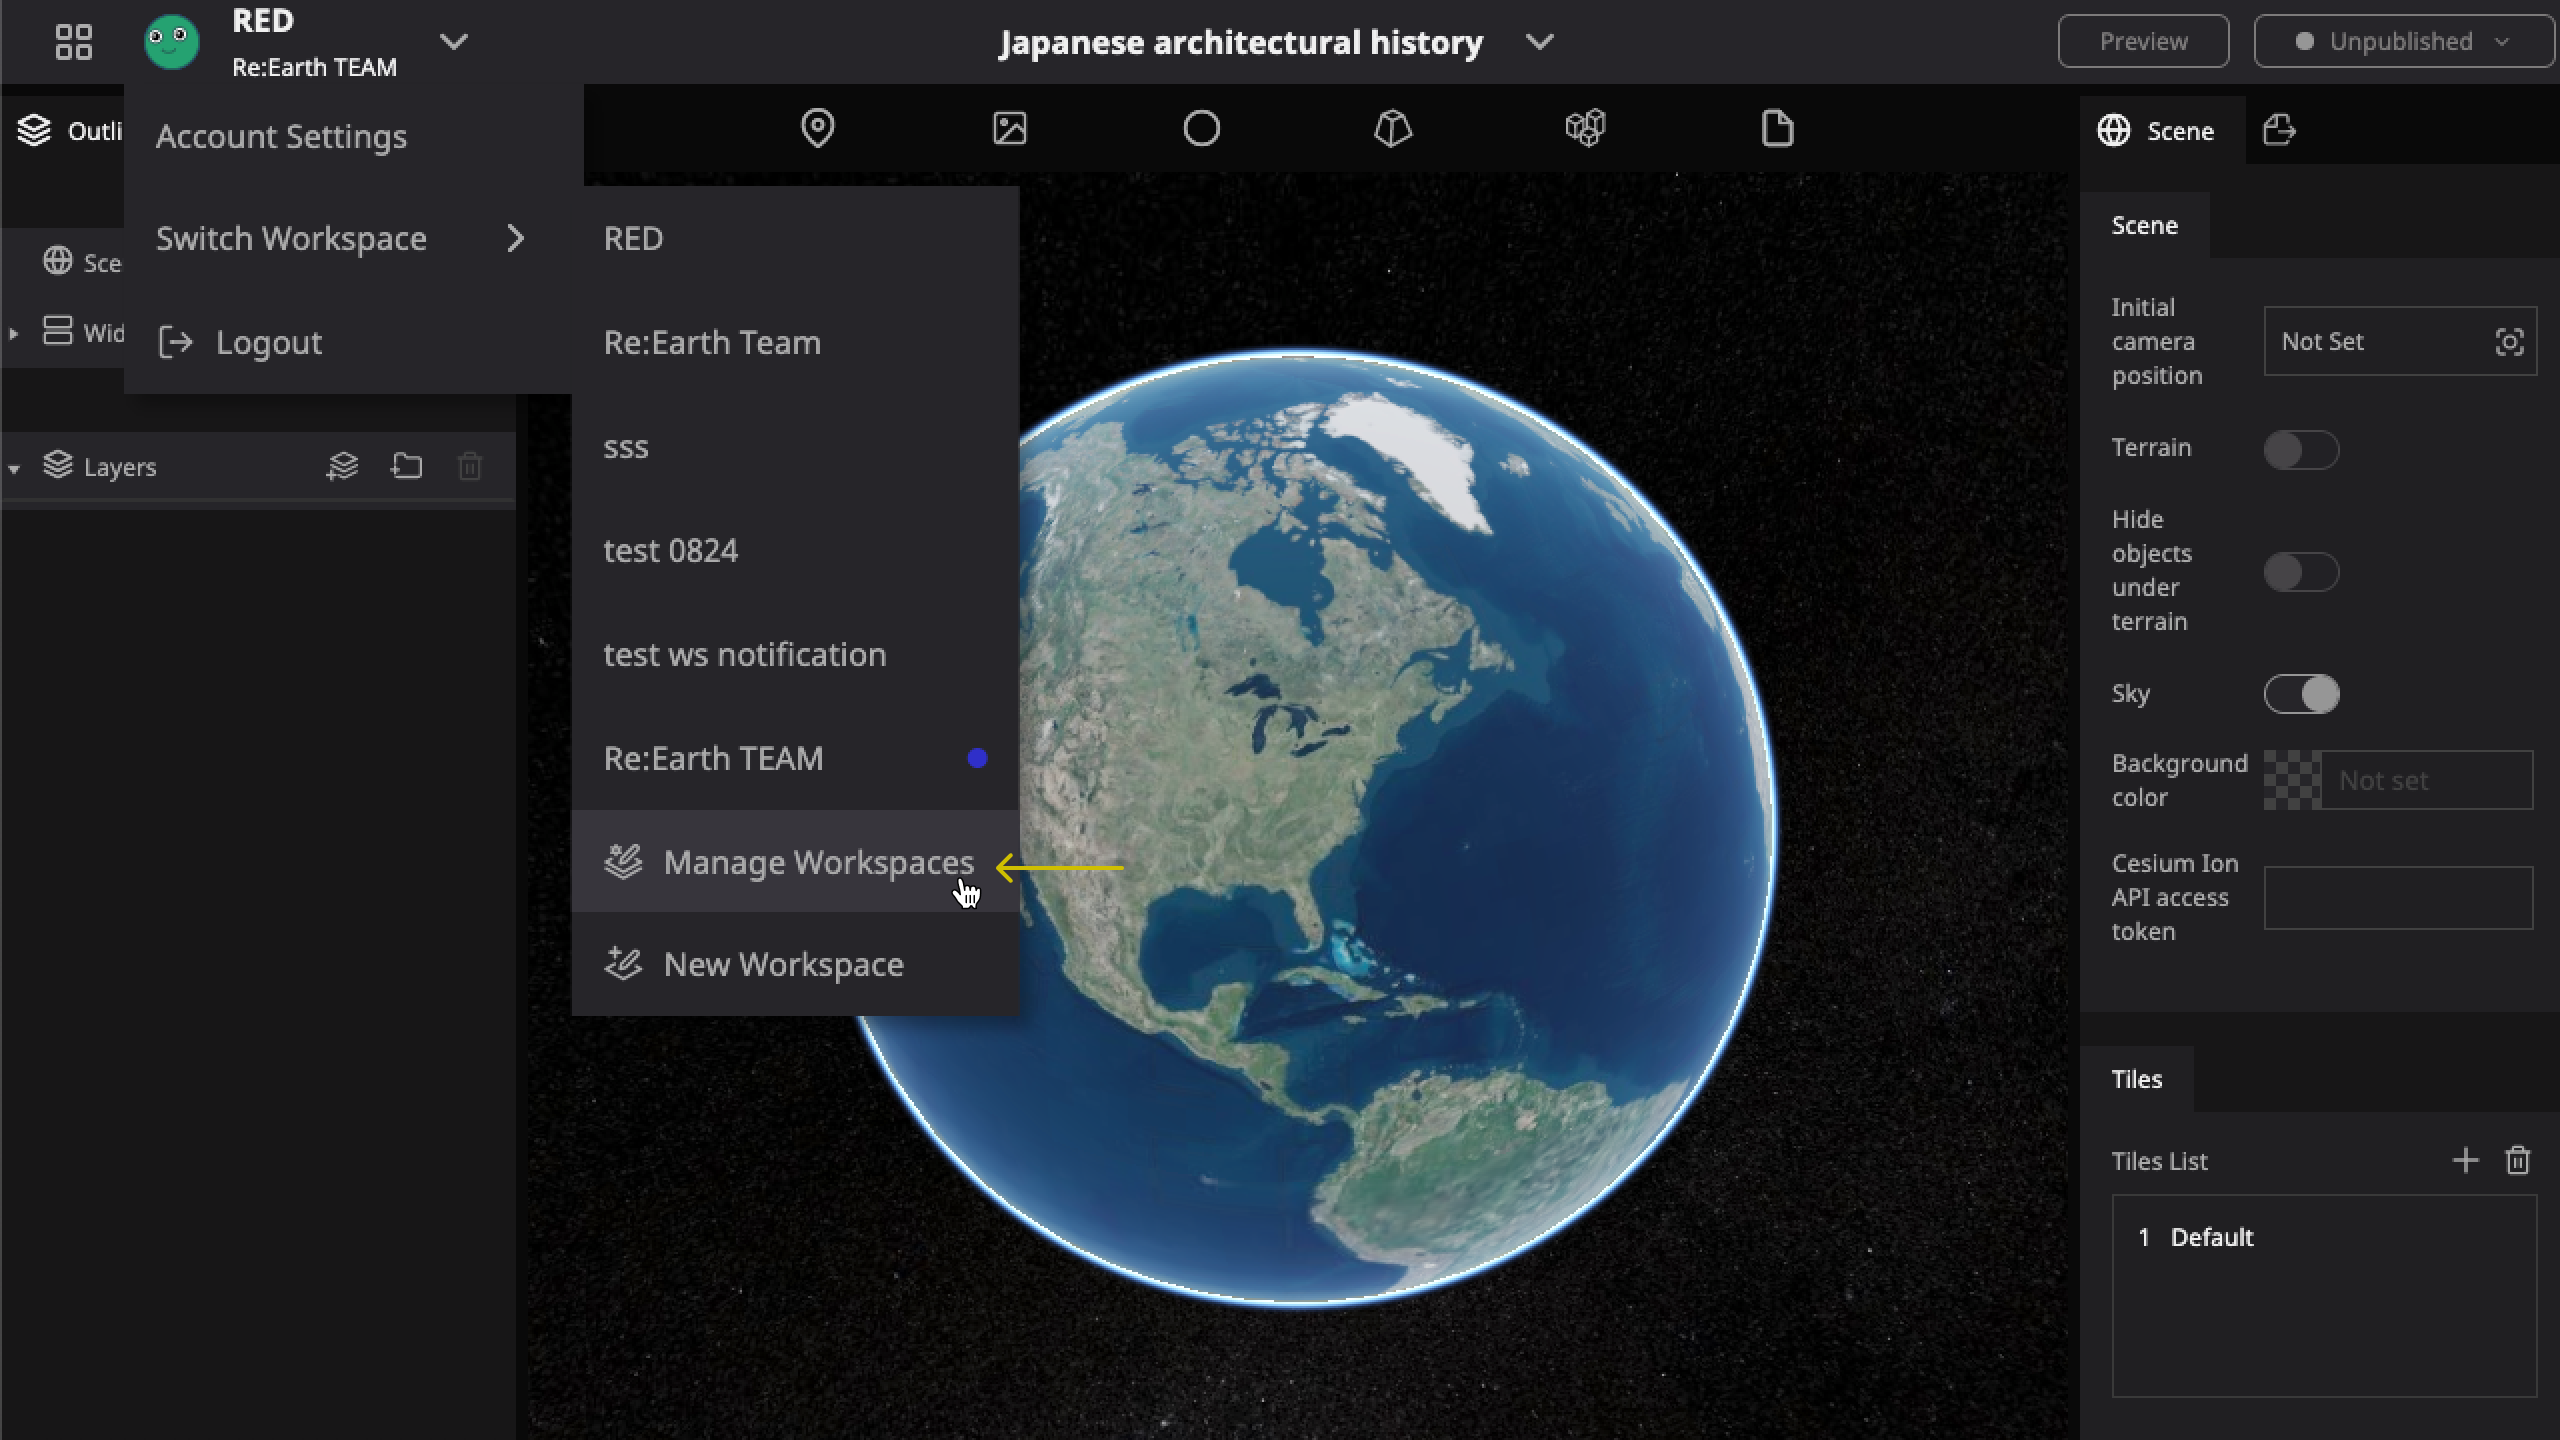 RED
Re:Earth TEAM
Japanese architectural history
Preview
Unpublished
Outli
Account Settings
Switch Workspace
Logout
Sce
Wid
Layers
RED
Re:Earth Team
sss
test 0824
test ws notification
Re:Earth TEAM
Manage Workspaces
New Workspace
Scene
Scene
Initial
camera
position
Not Set
Terrain
Hide
objects
under
terrain
Sky
Background
color
Not set
Cesium Ion
API access
token
Tiles
Tiles List
1 Default